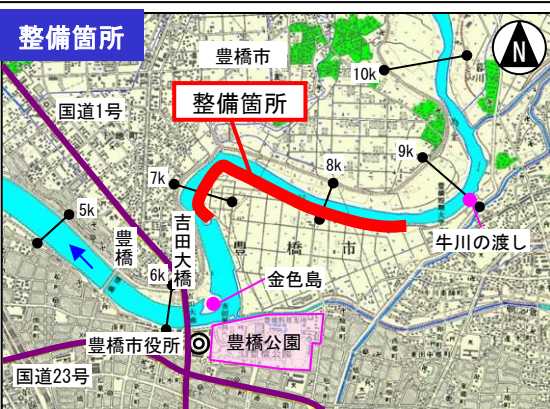 整備箇所
N
豊橋市
10k
国道1号
整備箇所
9k
8k
7k
5k
豊橋
吉田大橋
豊橋市
牛川の渡し
6k
金色島
豊橋市役所
豊橋公園
国道23号